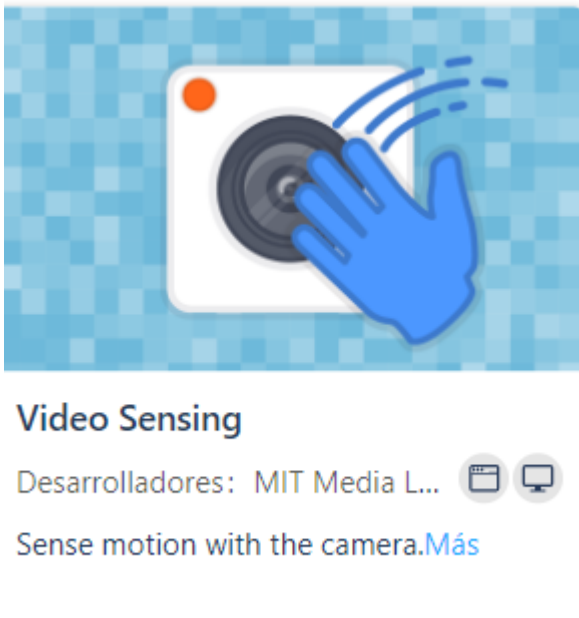 Video Sensing
Desarrolladores: MIT Media L...
Sense motion with the camera.Más